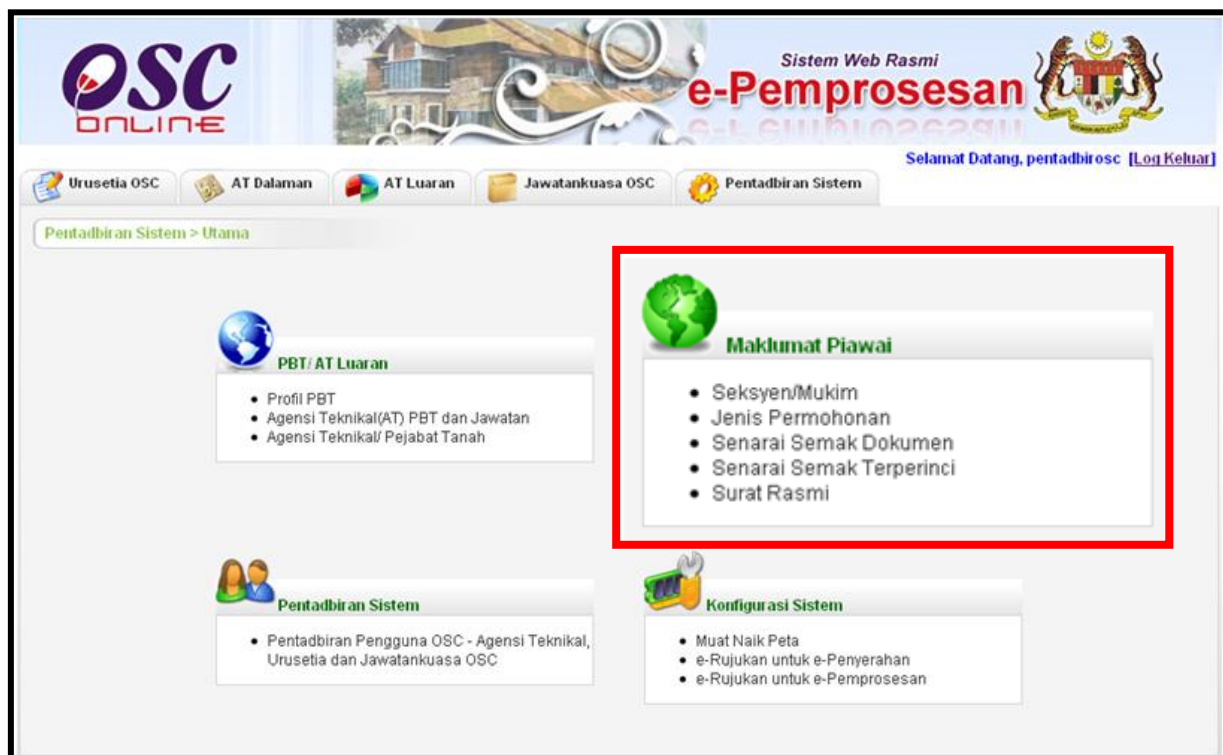 OSC
ONLINE
Sistem Web Rasmi
e-Pemprosesan
Selamat Datang, pentadbirosc [Log Keluar]
Urusetia OSC
AT Dalaman
AT Luaran
Jawatankuasa OSC
Pentadbiran Sistem
Pentadbiran Sistem > Utama
PBT/ AT Luaran
• Profil PBT
• Agensi Teknikal(AT) PBT dan Jawatan
• Agensi Teknikal/ Pejabat Tanah
Maklumat Piawai
• Seksyen/Mukim
• Jenis Permohonan
• Senarai Semak Dokumen
• Senarai Semak Terperinci
• Surat Rasmi
Pentadbiran Sistem
• Pentadbiran Pengguna OSC - Agensi Teknikal,
Urusetia dan Jawatankuasa OSC
Konfigurasi Sistem
• Muat Naik Peta
• e-Rujukan untuk e-Penyerahan
• e-Rujukan untuk e-Pemprosesan